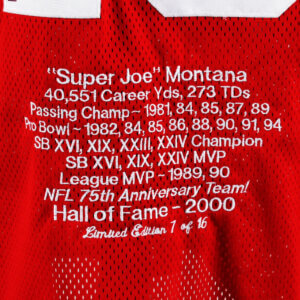 "Super Joe" Montana
40,551 Career Yds, 273 TDs
Passing Champ ~ 1981, 84, 85, 87, 89
Pro Bowl ~ 1982, 84, 85, 86, 88, 90, 91, 94
SB XVI, XIX, XXIII, XXIV Champion
SB XVI, XIX, XXIV MVP
League MVP ~ 1989, 90
NFL 75th Anniversary Team!
Hall of Fame - 2000
Limited Edition 7 of 16